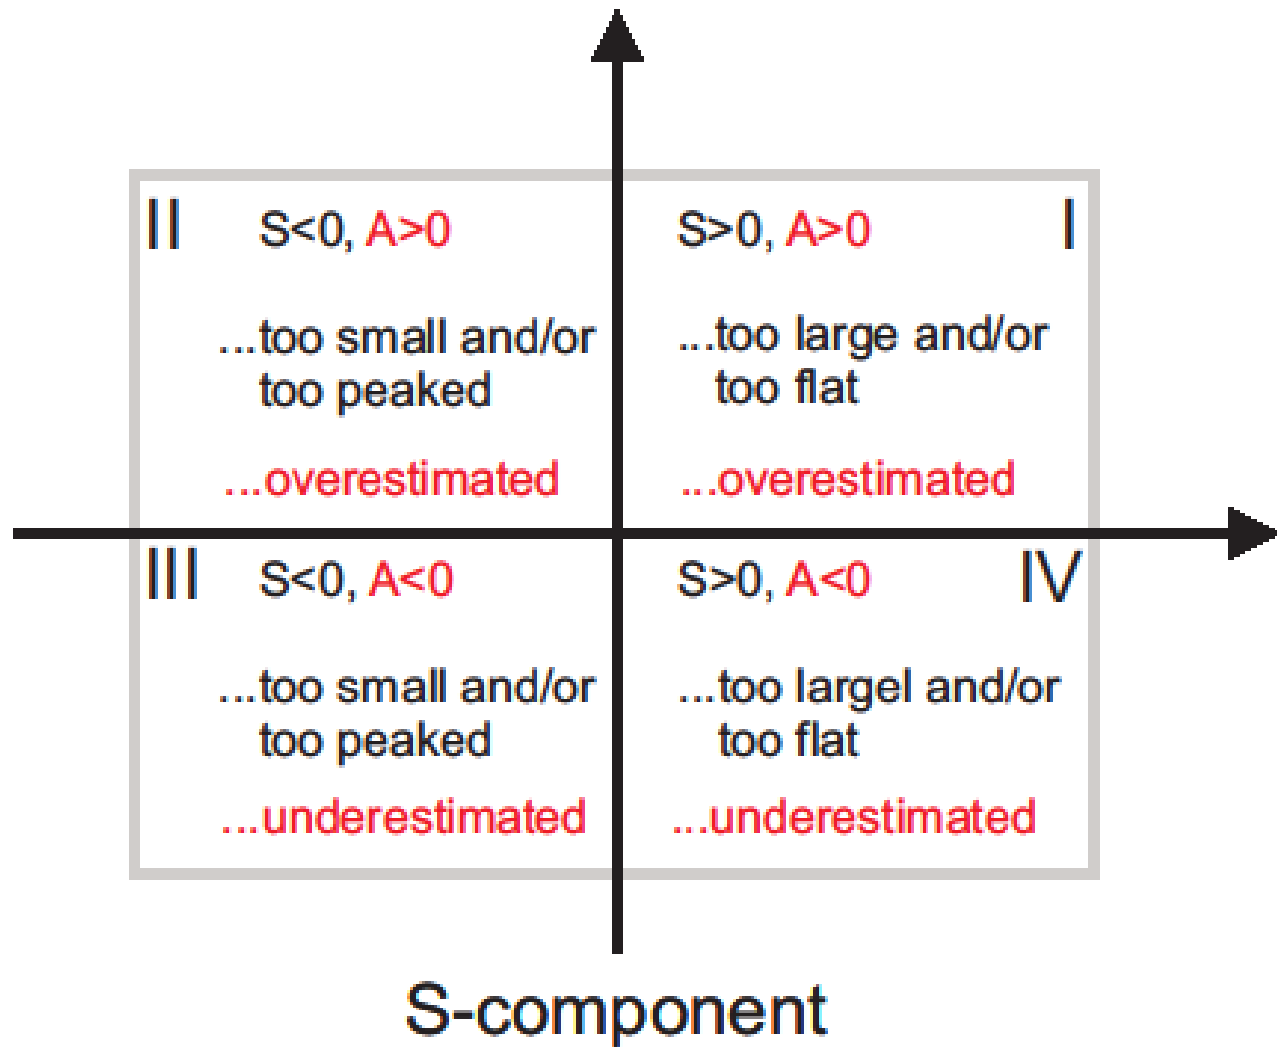 II S<0, A>0
...too small and/or
too peaked
...overestimated
S>0, A>0 I
...too large and/or
too flat
...overestimated
III S<0, A<0
...too small and/or
too peaked
...underestimated
S>0, A<0 IV
...too largel and/or
too flat
...underestimated
S-component